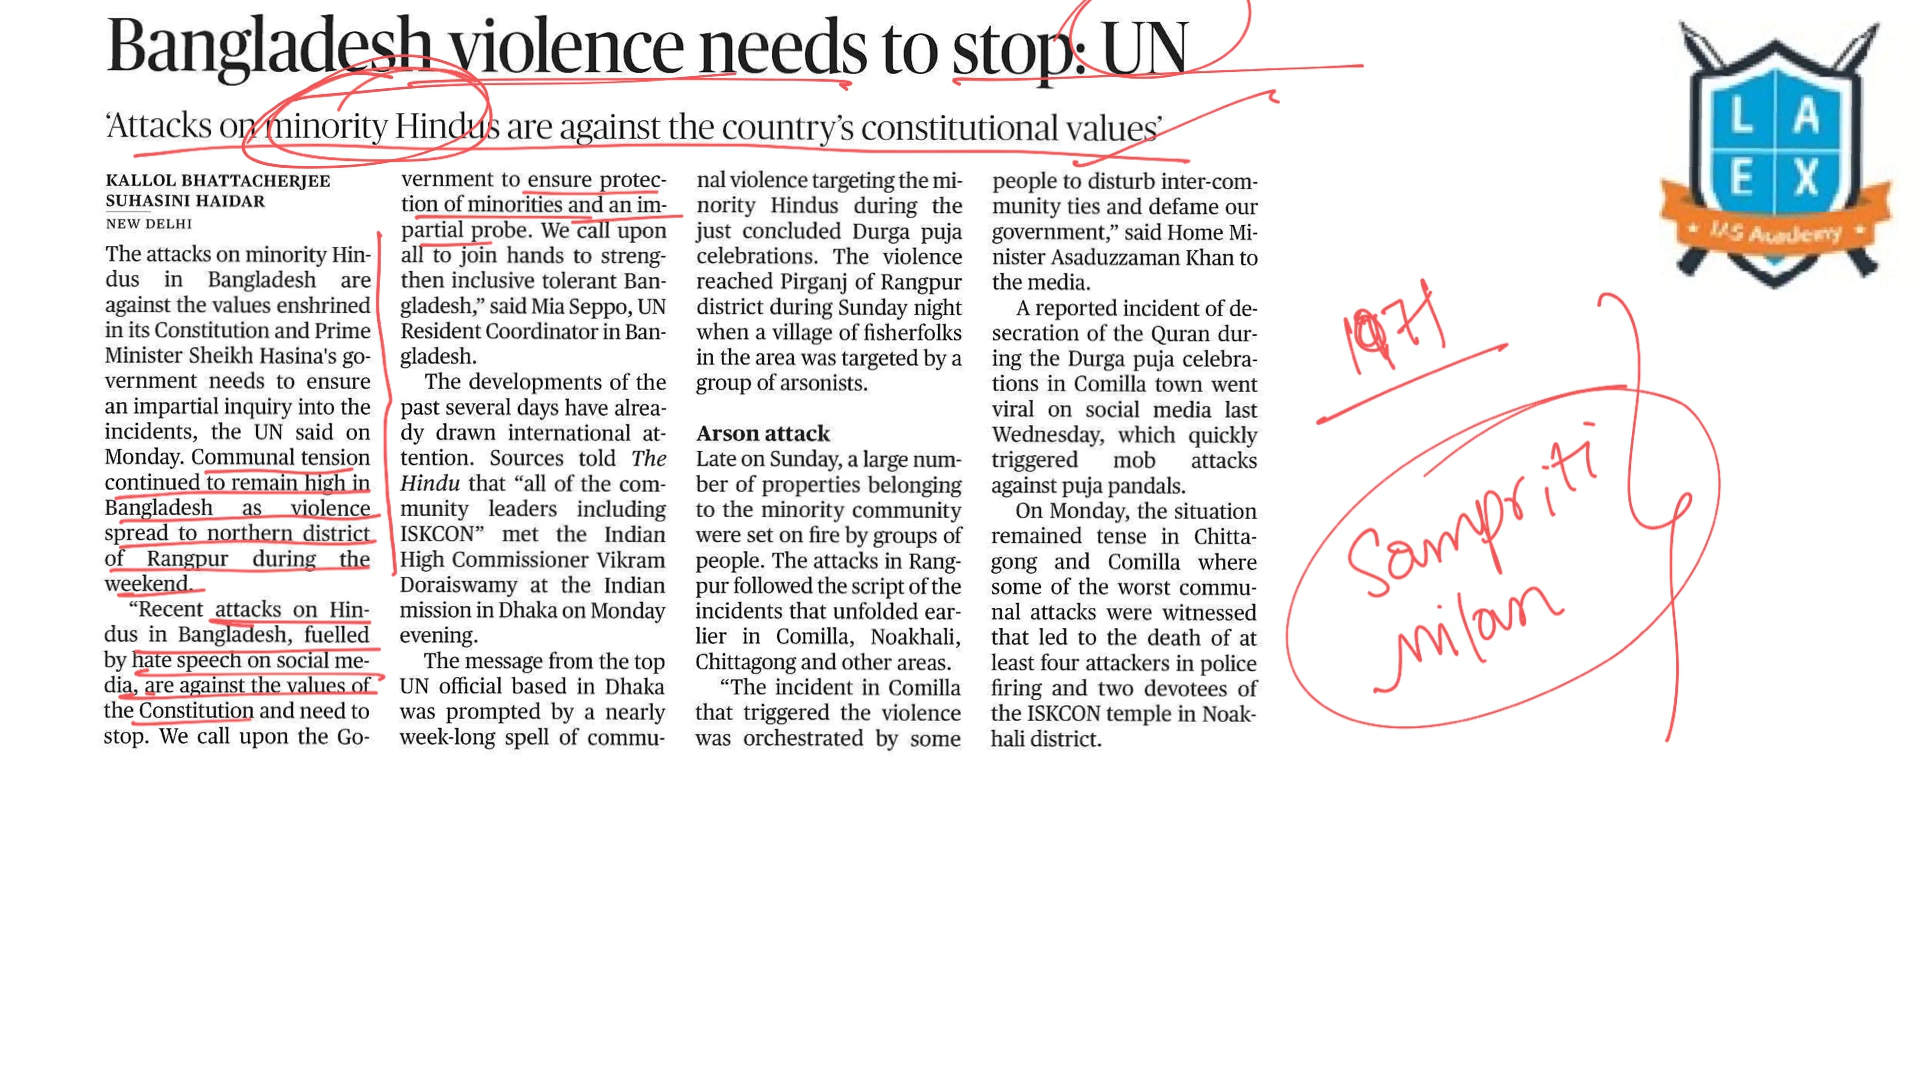 Bangladesh violence needs to stop: UN
‘Attacks on minority Hindus are against the country’s constitutional values’
KALLOL BHATTACHERJEE
SUHASINI HAIDAR
NEW DELHI
The attacks on minority Hin-
dus in Bangladesh are
against the values enshrined
in its Constitution and Prime
Minister Sheikh Hasina's go-
vernment needs to ensure
an impartial inquiry into the
incidents, the UN said on
Monday. Communal tension
continued to remain high in
Bangladesh as violence
spread to northern district
of Rangpur during the
weekend.
“Recent attacks on Hin-
dus in Bangladesh, fuelled
by hate speech on social me-
dia, are against the values of
the Constitution and need to
stop. We call upon the Go-
vernment to ensure protec-
tion of minorities and an im-
partial probe. We call upon
all to join hands to streng-
then inclusive tolerant Ban-
gladesh,” said Mia Seppo, UN
Resident Coordinator in Ban-
gladesh.
The developments of the
past several days have alrea-
dy drawn international at-
tention. Sources told The
Hindu that “all of the com-
munity leaders including
ISKCON” met the Indian
High Commissioner Vikram
Doraiswamy at the Indian
mission in Dhaka on Monday
evening.
The message from the top
UN official based in Dhaka
was prompted by a nearly
week-long spell of commu-
nal violence targeting the mi-
nority Hindus during the
just concluded Durga puja
celebrations. The violence
reached Pirganj of Rangpur
district during Sunday night
when a village of fisherfolks
in the area was targeted by a
group of arsonists.
Arson attack
Late on Sunday, a large num-
ber of properties belonging
to the minority community
were set on fire by groups of
people. The attacks in Rang-
pur followed the script of the
incidents that unfolded ear-
lier in Comilla, Noakhali,
Chittagong and other areas.
“The incident in Comilla
that triggered the violence
was orchestrated by some
people to disturb inter-com-
munity ties and defame our
government,” said Home Mi-
nister Asaduzzaman Khan to
the media.
A reported incident of de-
secration of the Quran dur-
ing the Durga puja celebra-
tions in Comilla town went
viral on social media last
Wednesday, which quickly
triggered mob attacks
against puja pandals.
On Monday, the situation
remained tense in Chitta-
gong and Comilla where
some of the worst commu-
nal attacks were witnessed
that led to the death of at
least four attackers in police
firing and two devotees of
the ISKCON temple in Noak-
hali district.
1971
Sampriti
milan
L A
E X
IAS Academy